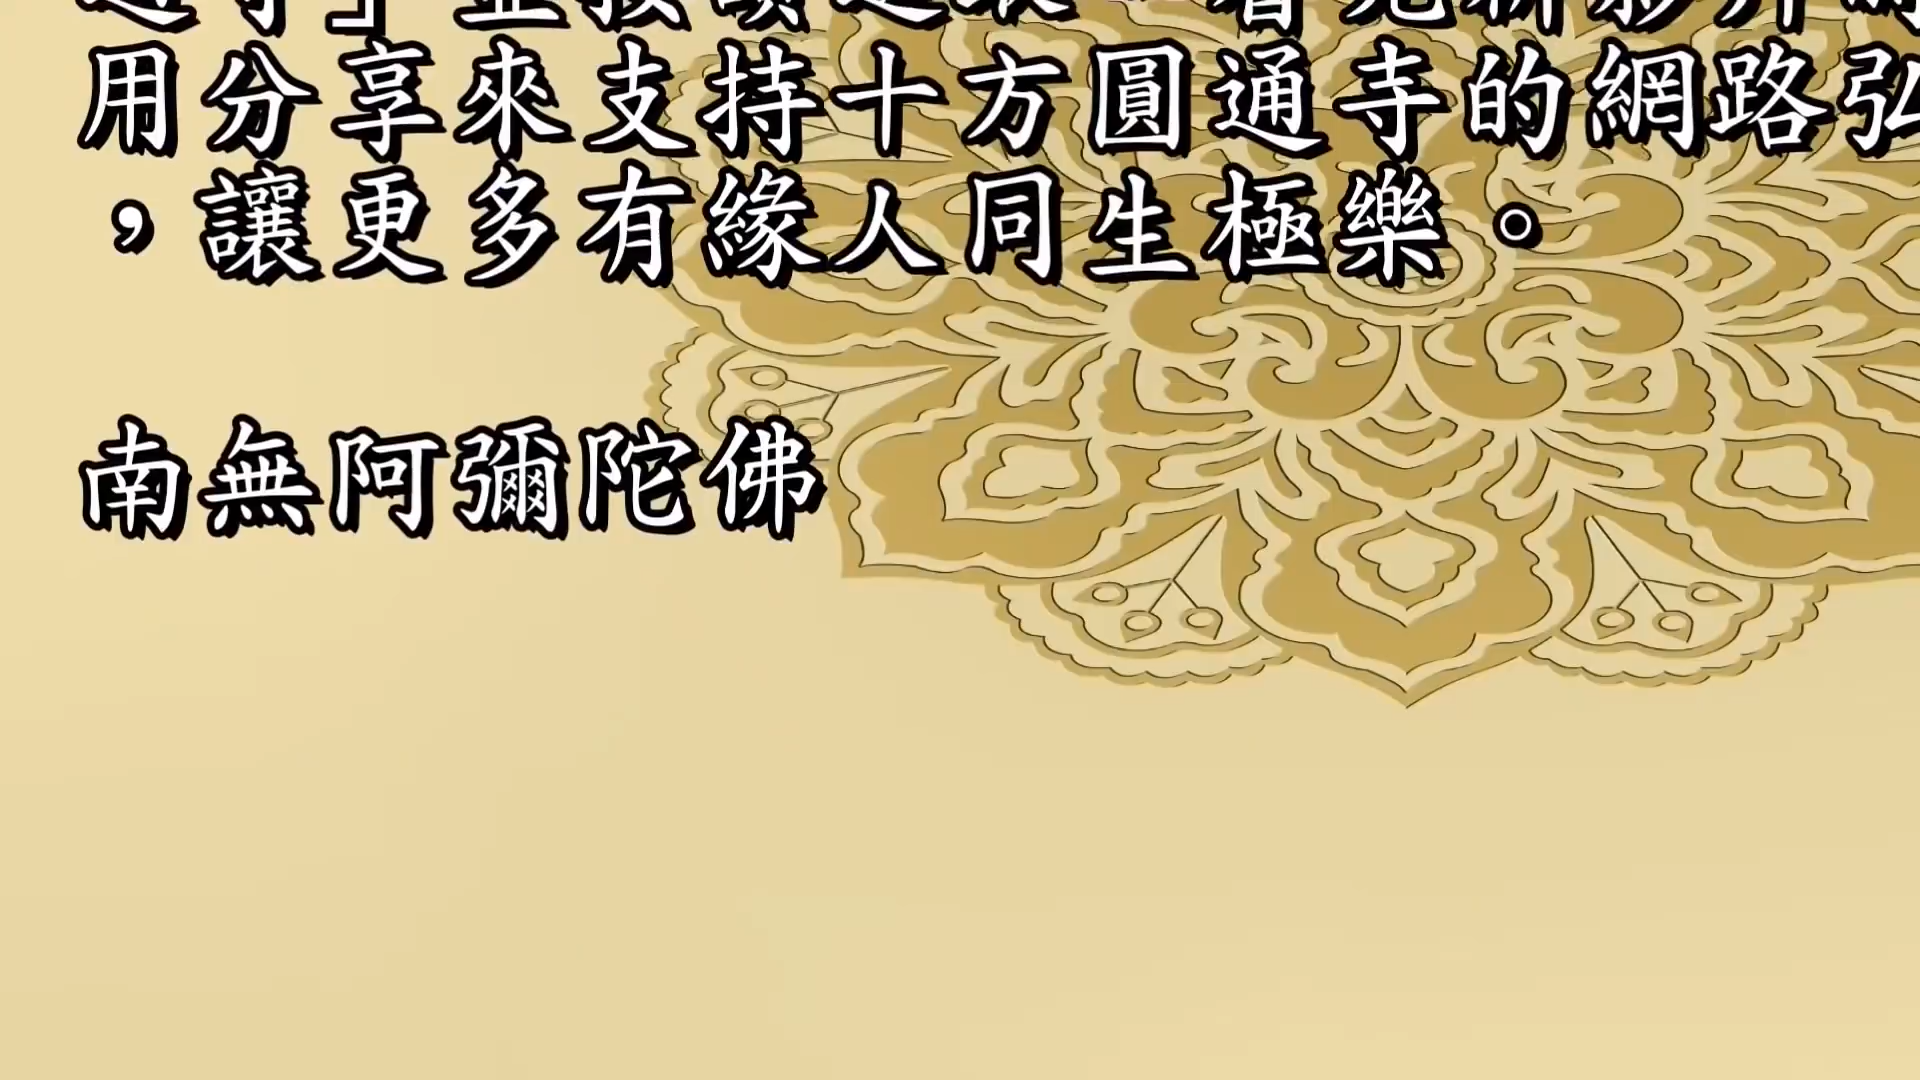 用分享來支持十方圓通寺的網路弘
，讓更多有緣人同生極樂。
南無阿彌陀佛